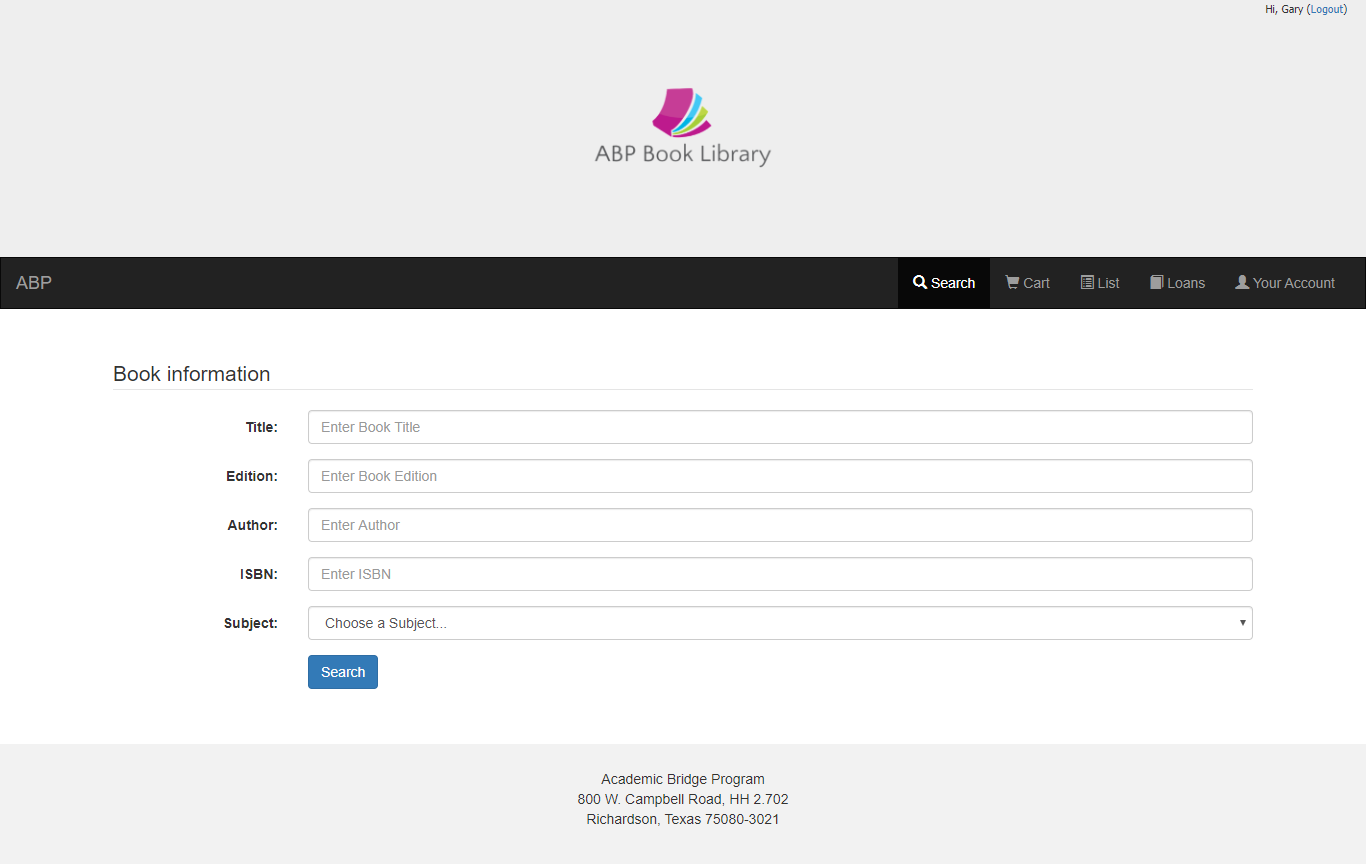 Hi, Gary (Logout)
ABP Book Library
ABP
Search
Cart
List
Loans
Your Account
Book information
Title:
Enter Book Title
Edition:
Enter Book Edition
Author:
Enter Author
ISBN:
Enter ISBN
Subject:
Choose a Subject...
Search
Academic Bridge Program
800 W. Campbell Road, HH 2.702
Richardson, Texas 75080-3021